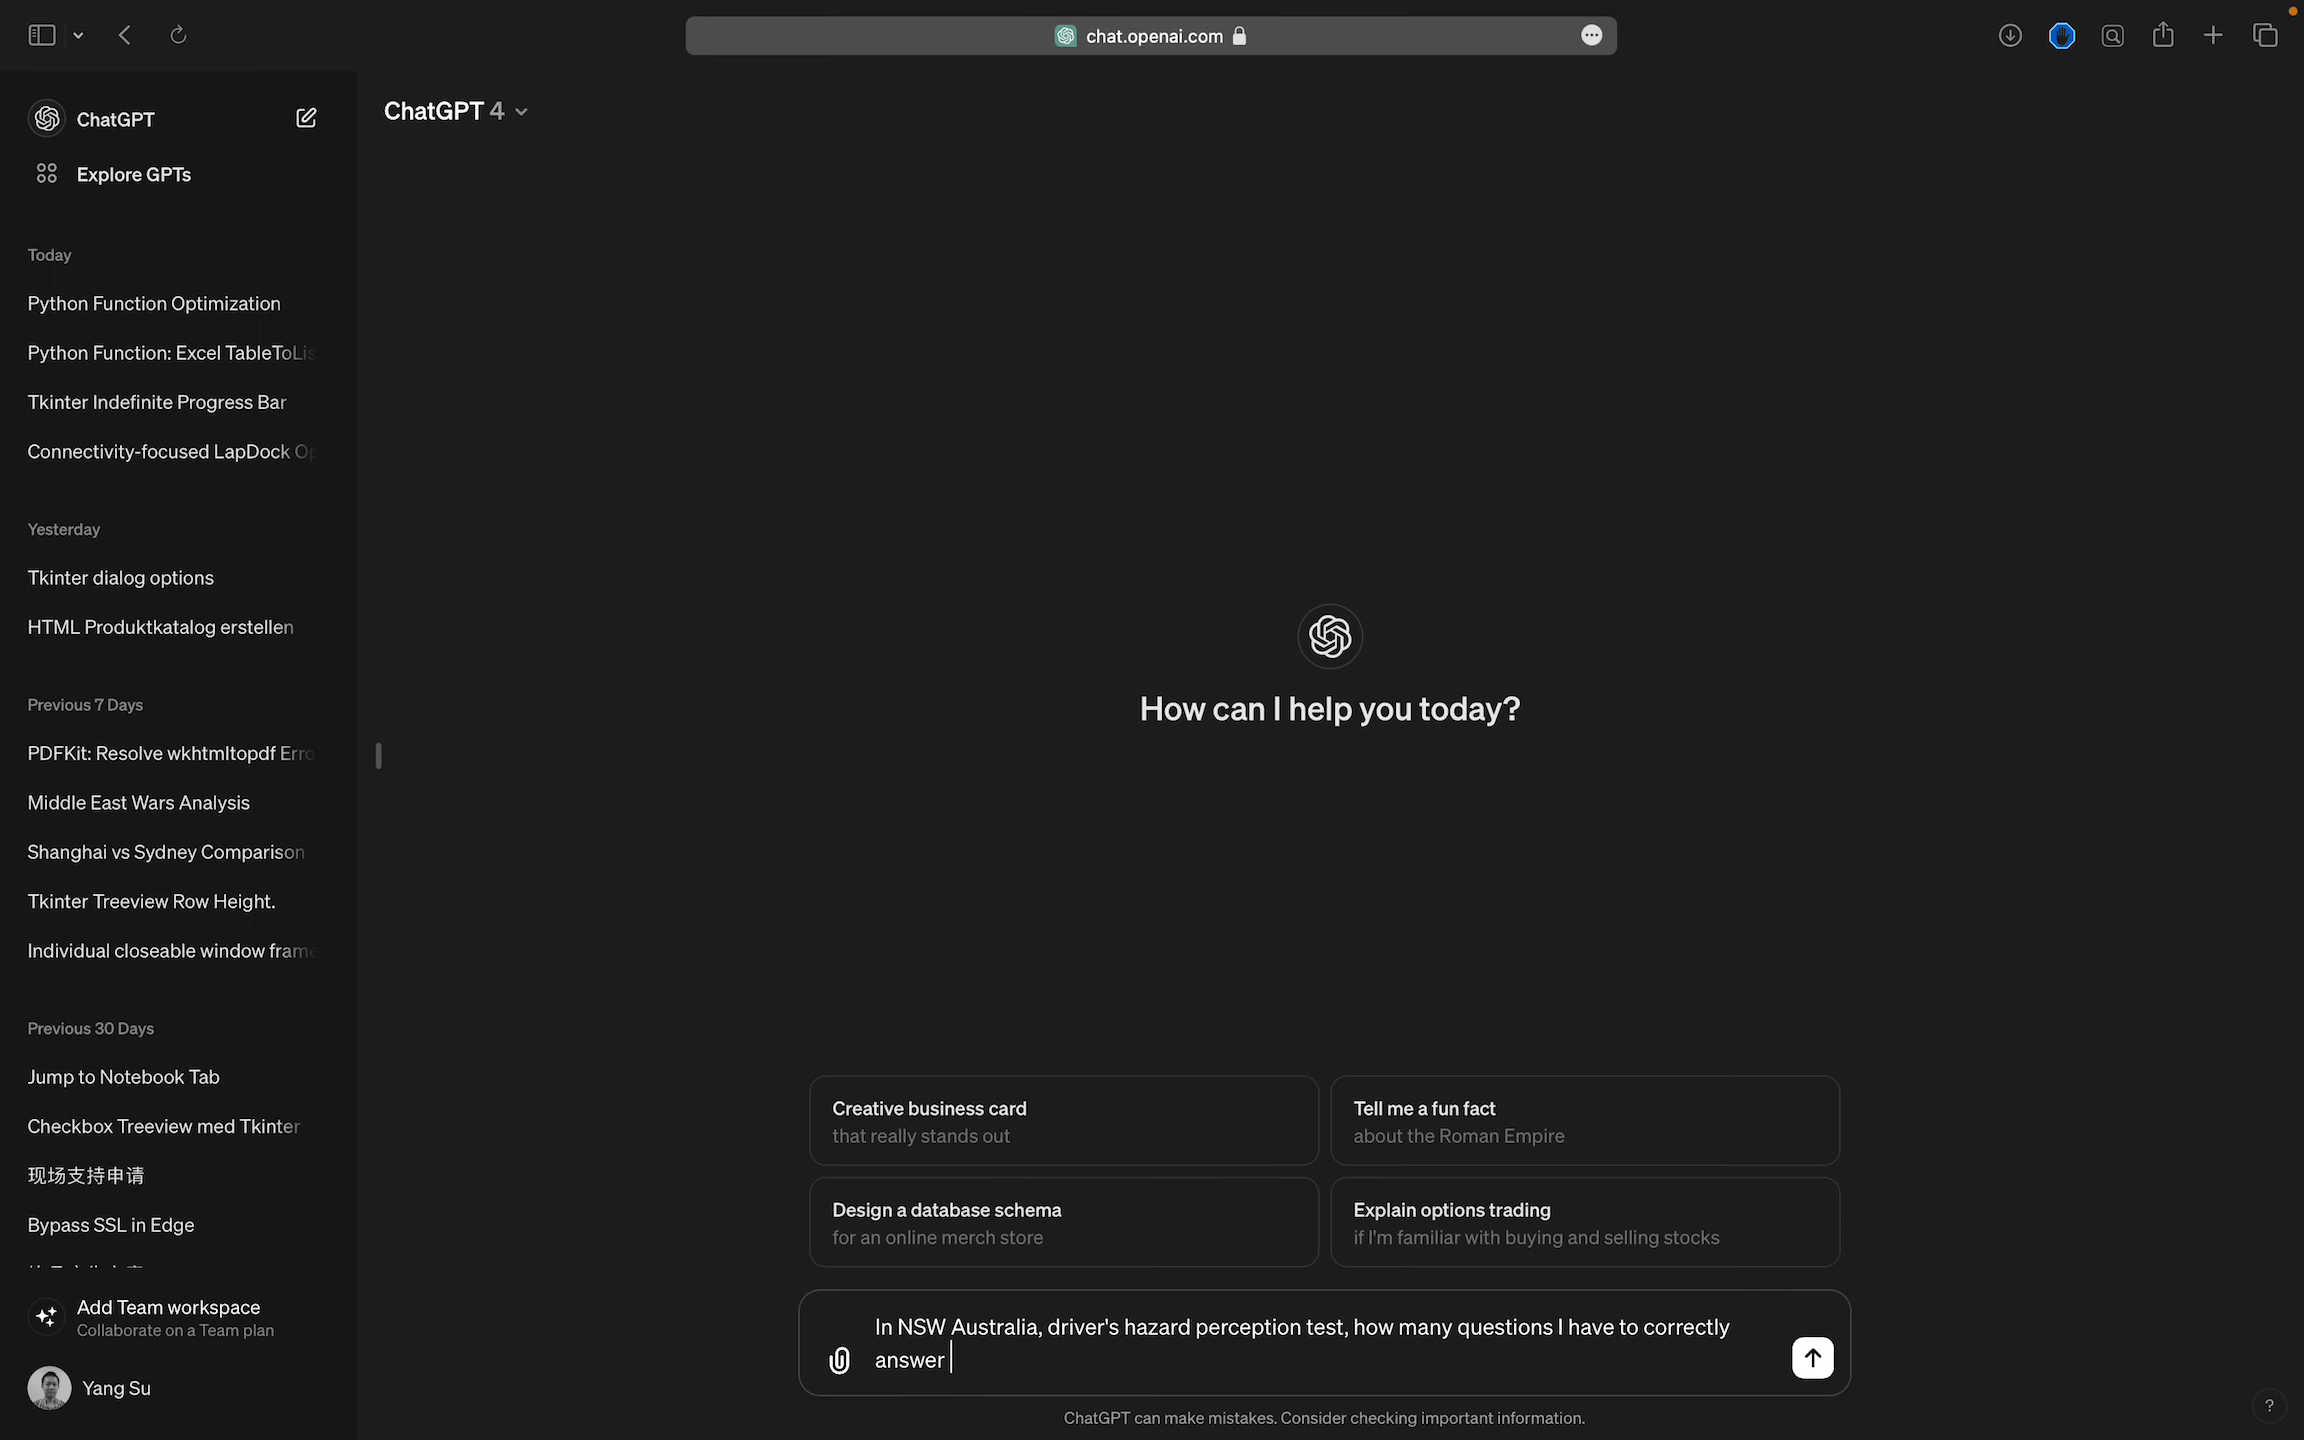 chat.openai.com
ChatGPT
ChatGPT 4
Explore GPTs
Today
Python Function Optimization
Python Function: Excel TableToLis
Tkinter Indefinite Progress Bar
Connectivity-focused LapDock Op
Yesterday
Tkinter dialog options
HTML Produktkatalog erstellen
Previous 7 Days
PDFKit: Resolve wkhtmltopdf Erro
Middle East Wars Analysis
Shanghai vs Sydney Comparison
Tkinter Treeview Row Height.
Individual closeable window frame
Previous 30 Days
Jump to Notebook Tab
Checkbox Treeview med Tkinter
现场支持申请
Bypass SSL in Edge
Add Team workspace
Collaborate on a Team plan
Yang Su
How can I help you today?
Creative business card
that really stands out
Tell me a fun fact
about the Roman Empire
Design a database schema
for an online merch store
Explain options trading
if I'm familiar with buying and selling stocks
In NSW Australia, driver's hazard perception test, how many questions I have to correctly
answer
ChatGPT can make mistakes. Consider checking important information.
?